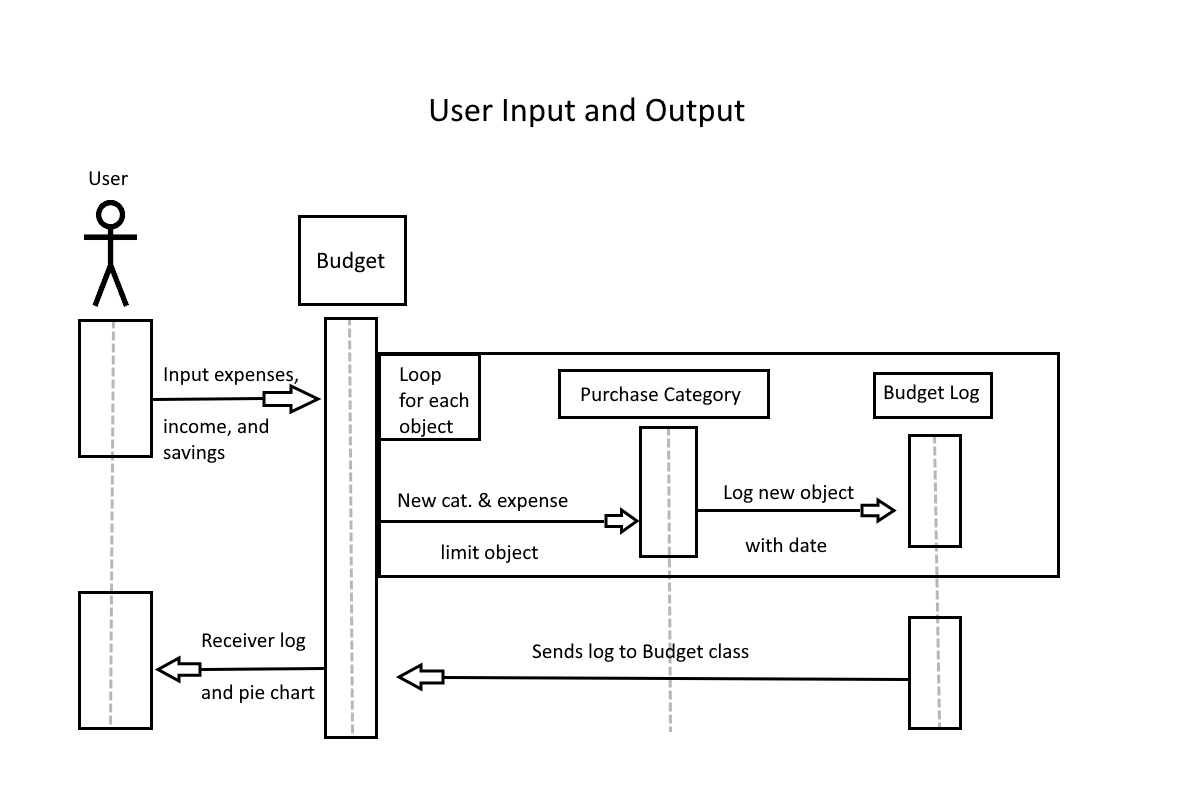 User Input and Output
User
Budget
Input expenses,
income, and
savings
Loop
for each
object
Purchase Category
Budget Log
New cat. & expense
limit object
Log new object
with date
Receiver log
and pie chart
Sends log to Budget class